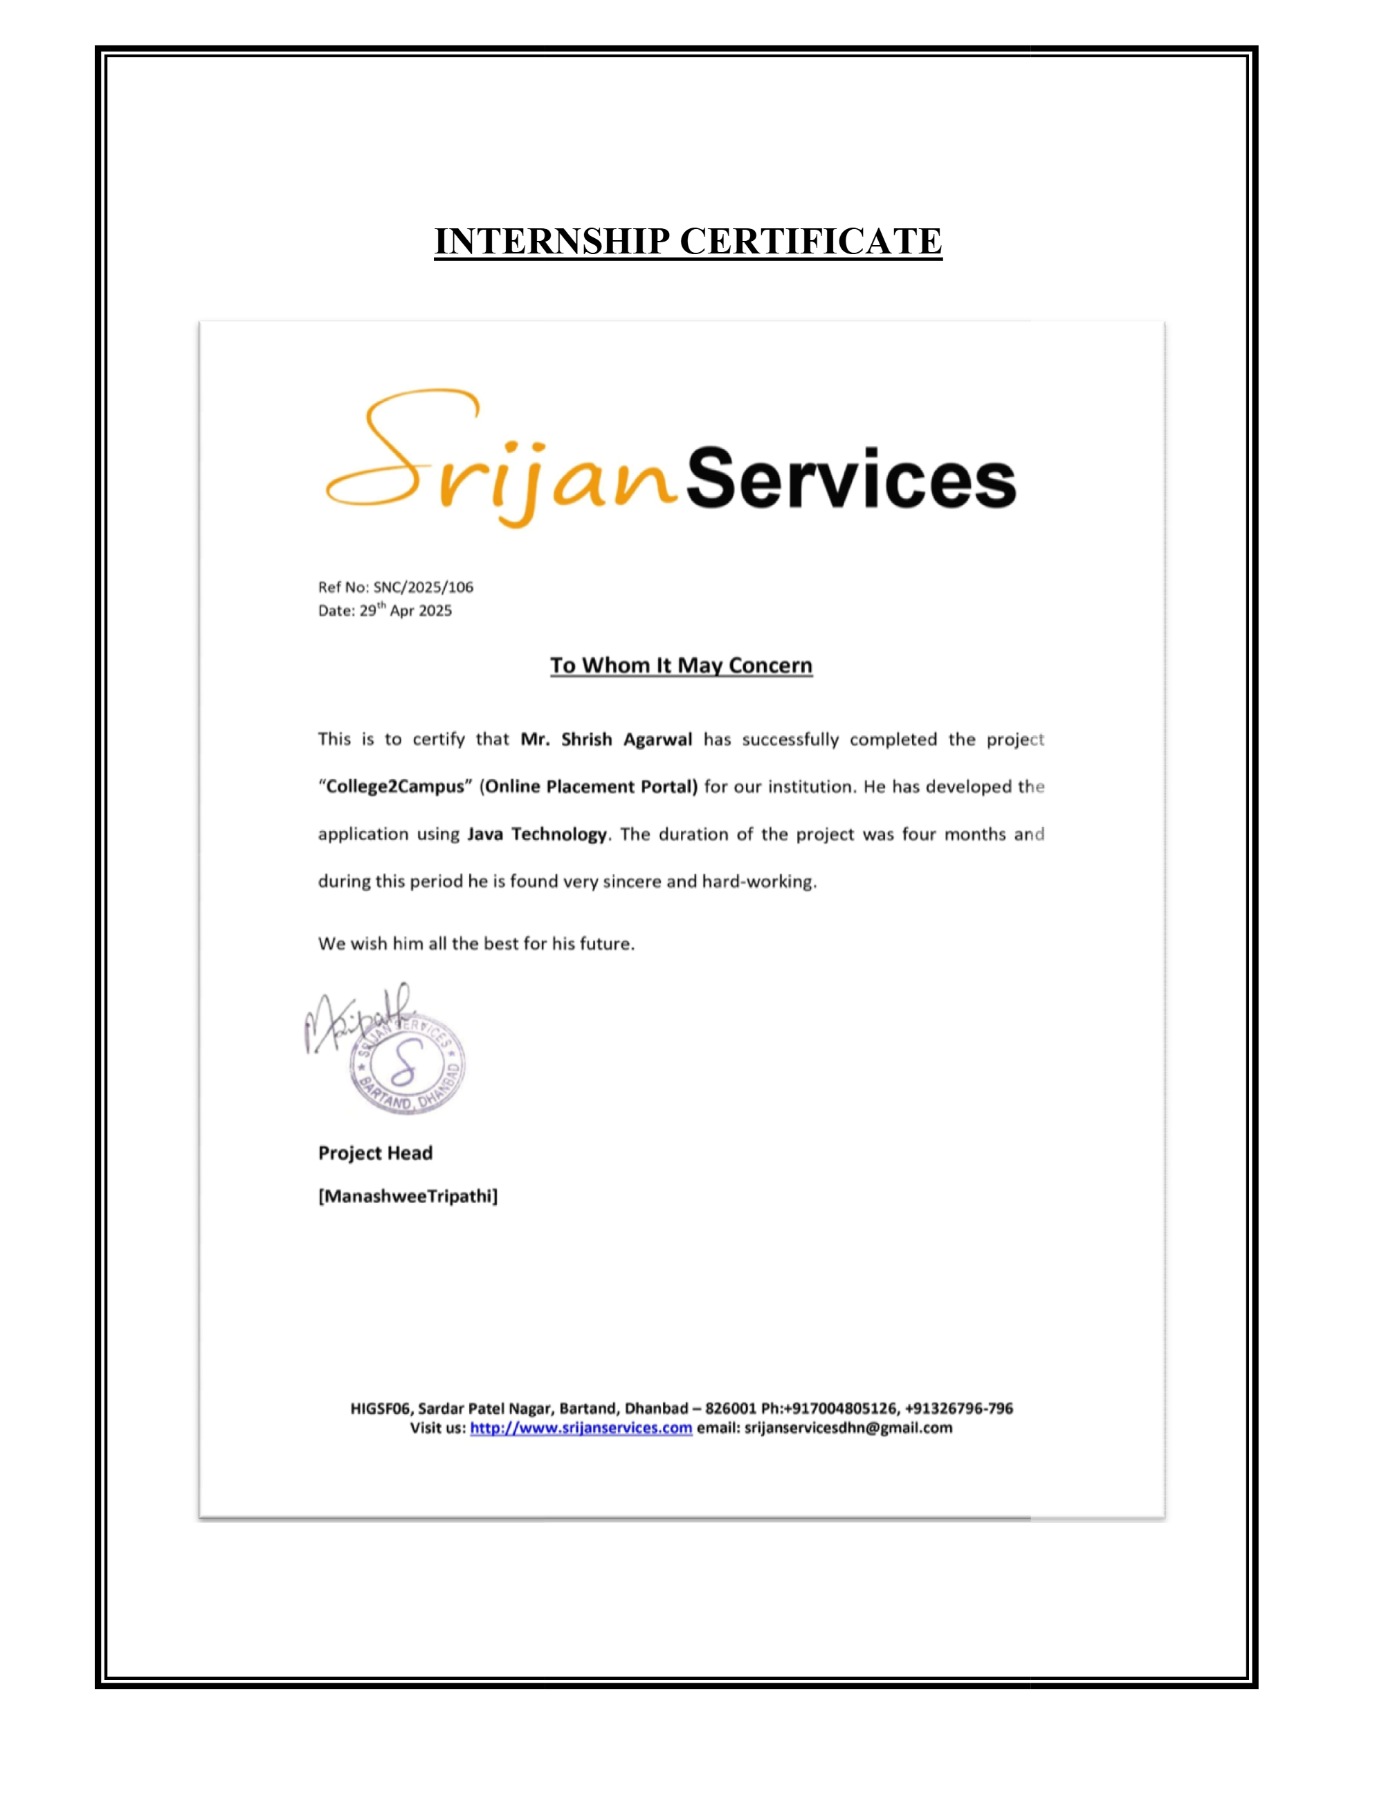 INTERNSHIP CERTIFICATE
Srijan Services
Ref No: SNC/2025/106
Date: 29th Apr 2025
To Whom It May Concern
This is to certify that Mr. Shrish Agarwal has successfully completed the project
“College2Campus” (Online Placement Portal) for our institution. He has developed the
application using Java Technology. The duration of the project was four months and
during this period he is found very sincere and hard-working.
We wish him all the best for his future.
Tripathi
SRIJAN SERVICES
S
★ BARTAND, DHANBAD ★
Project Head
[ManashweeTripathi]
HIGSF06, Sardar Patel Nagar, Bartand, Dhanbad – 826001 Ph:+917004805126, +91326796-796
Visit us: http://www.srijanservices.com email: srijanservicesdhn@gmail.com